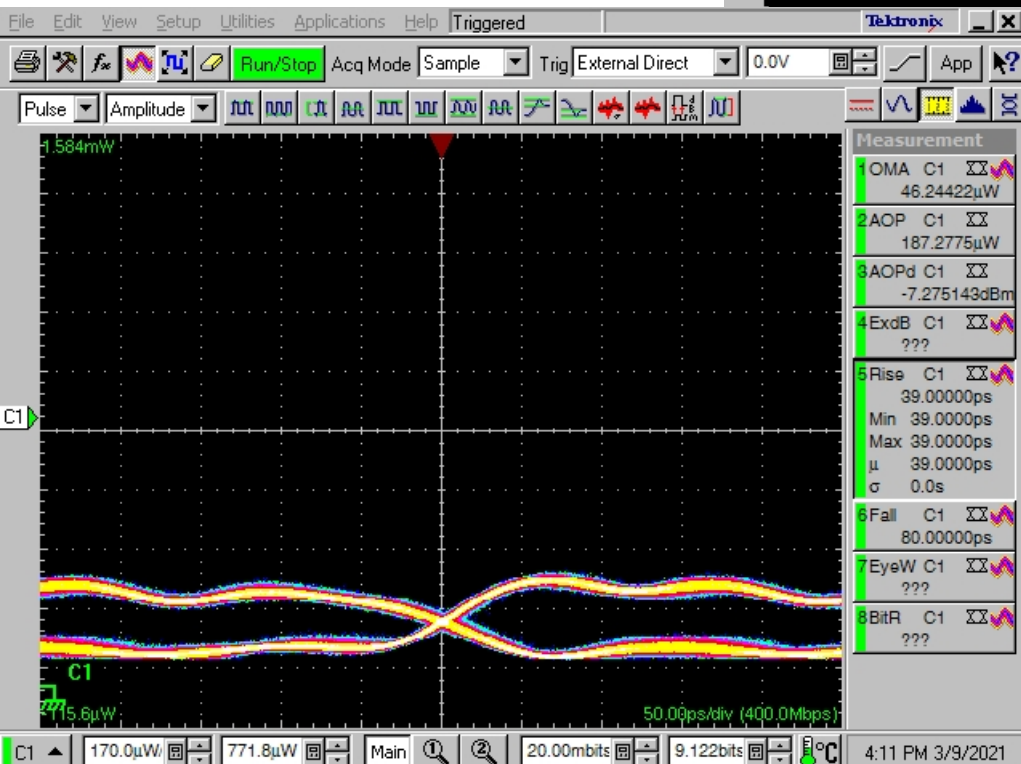 File Edit View Setup Utilities Applications Help Triggered Tektronix
Run/Stop Acq Mode Sample Trig External Direct 0.0V App
Pulse Amplitude
1.584mW
Measurement
1 OMA C1
46.24422µW
2 AOP C1
187.2775µW
3 AOPd C1
-7.275143dBm
4 ExdB C1
???
5 Rise C1
39.00000ps
Min 39.0000ps
Max 39.0000ps
µ 39.0000ps
σ 0.0s
6 Fall C1
80.00000ps
7 EyeW C1
???
8 BitR C1
???
C1
C1
-115.6µW
50.00ps/div (400.0Mbps)
C1 170.0µW/ 771.8µW Main 1 2 20.00mbits 9.122bits °C 4:11 PM 3/9/2021